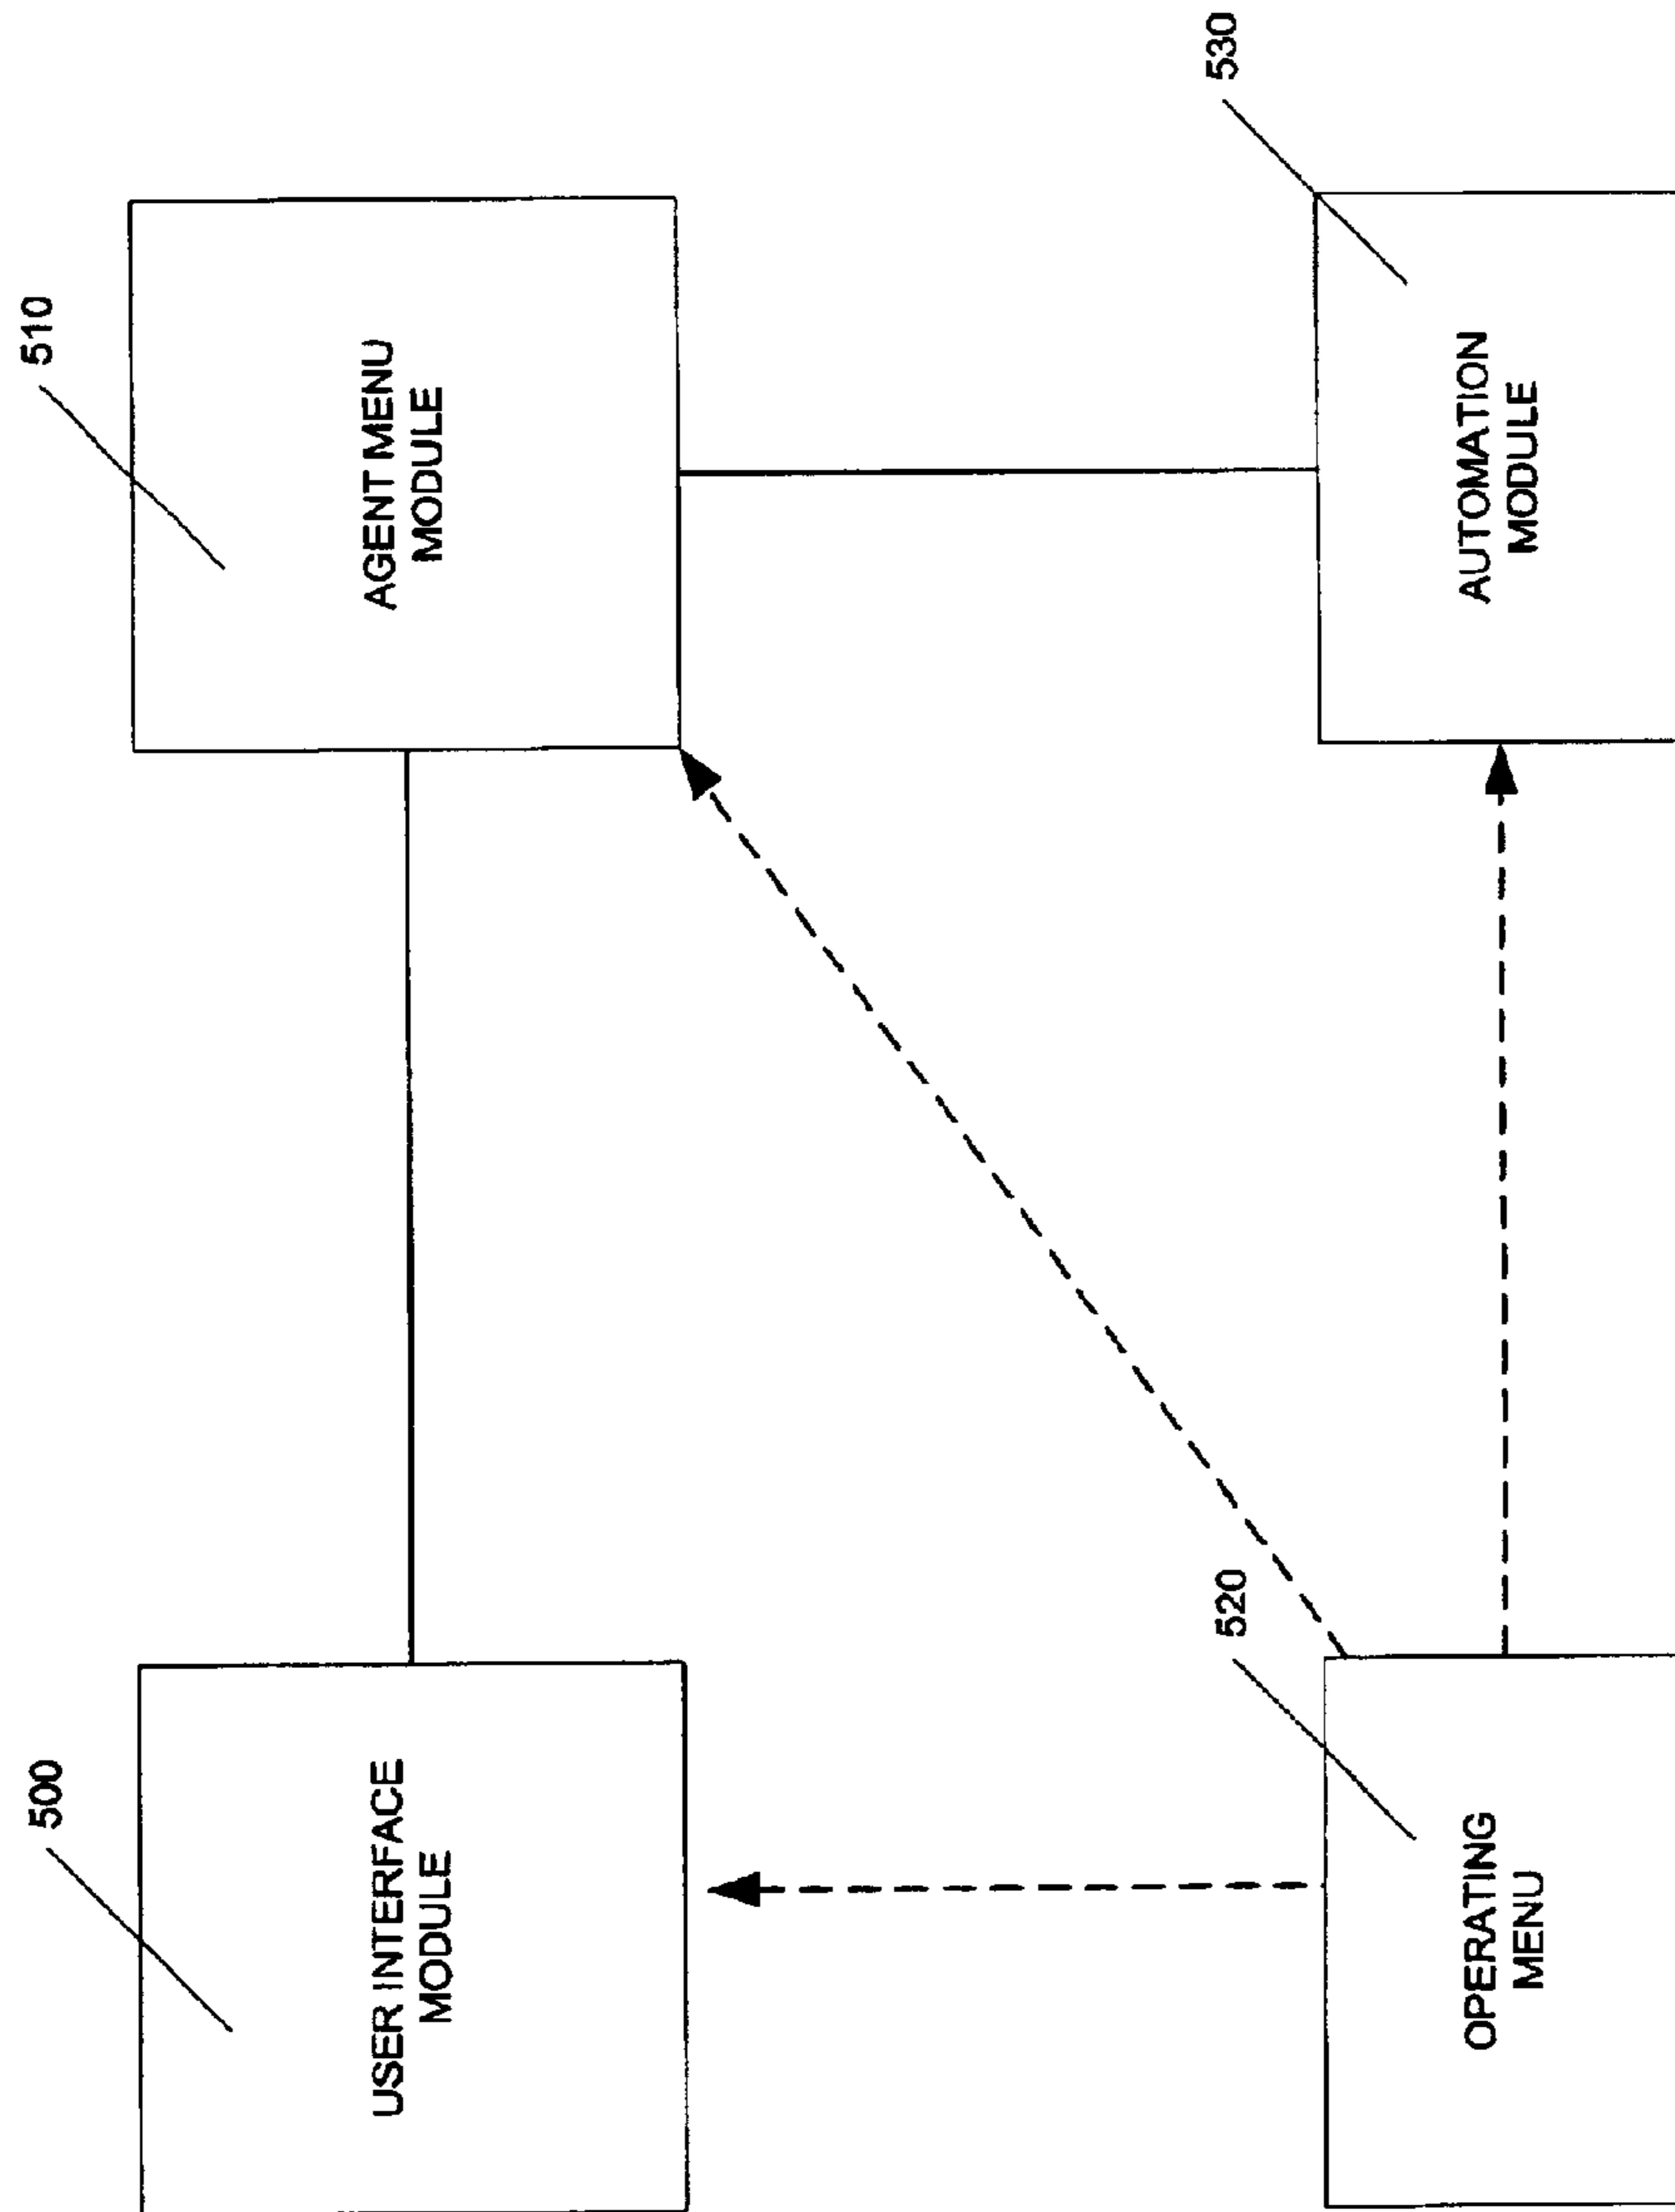 500
USER INTERFACE
MODULE
510
AGENT MENU
MODULE
520
OPERATING
MENU
530
AUTOMATION
MODULE